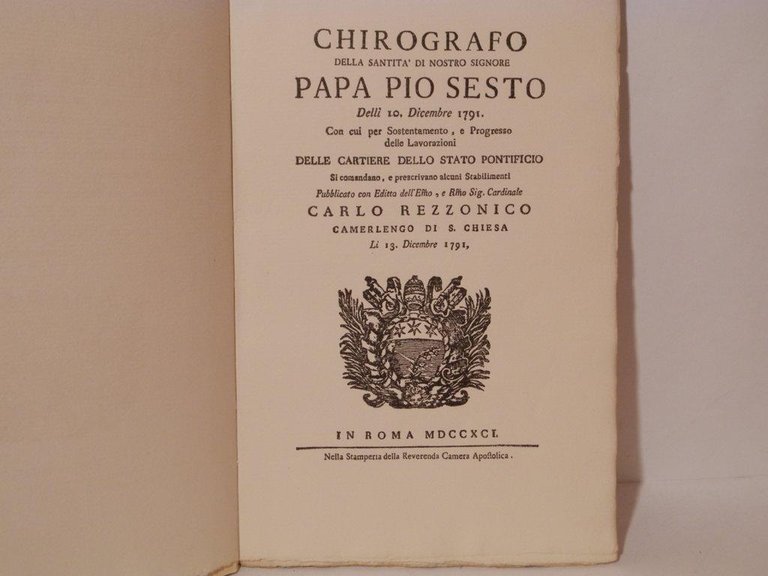 CHIROGRAFO
DELLA SANTITA' DI NOSTRO SIGNORE
PAPA PIO SESTO
Delli 10. Dicembre 1791.
Con cui per Sostentamento, e Progresso
delle Lavorazioni
DELLE CARTIERE DELLO STATO PONTIFICIO
Si comandano, e prescrivano alcuni Stabilimenti
Pubblicato con Editto dell'Em̃o, e Rm̃o Sig. Cardinale
CARLO REZZONICO
CAMERLENGO DI S. CHIESA
Li 13. Dicembre 1791,
IN ROMA MDCCXCI.
Nella Stamperia della Reverenda Camera Apoſtolica.